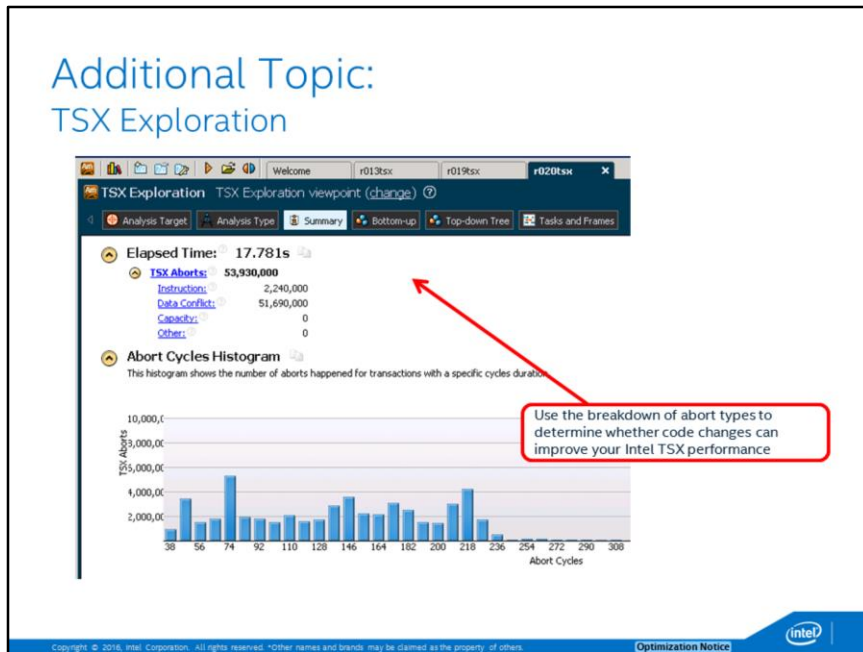 Additional Topic:
TSX Exploration
Welcome
r013tsx
r019tsx
r020tsx
TSX Exploration TSX Exploration viewpoint (change)
Analysis Target
Analysis Type
Summary
Bottom-up
Top-down Tree
Tasks and Frames
Elapsed Time: 17.781s
TSX Aborts: 53,930,000
Instruction: 2,240,000
Data Conflict: 51,690,000
Capacity: 0
Other: 0
Abort Cycles Histogram
This histogram shows the number of aborts happened for transactions with a specific cycles duration
Use the breakdown of abort types to
determine whether code changes can
improve your Intel TSX performance
TSX Aborts
10,000,0
4,000,00
2,000,00
38 56 74 92 110 128 146 164 182 200 218 236 254 272 290 308
Abort Cycles
Copyright © 2016, Intel Corporation. All rights reserved. *Other names and brands may be claimed as the property of others.
Optimization Notice
intel